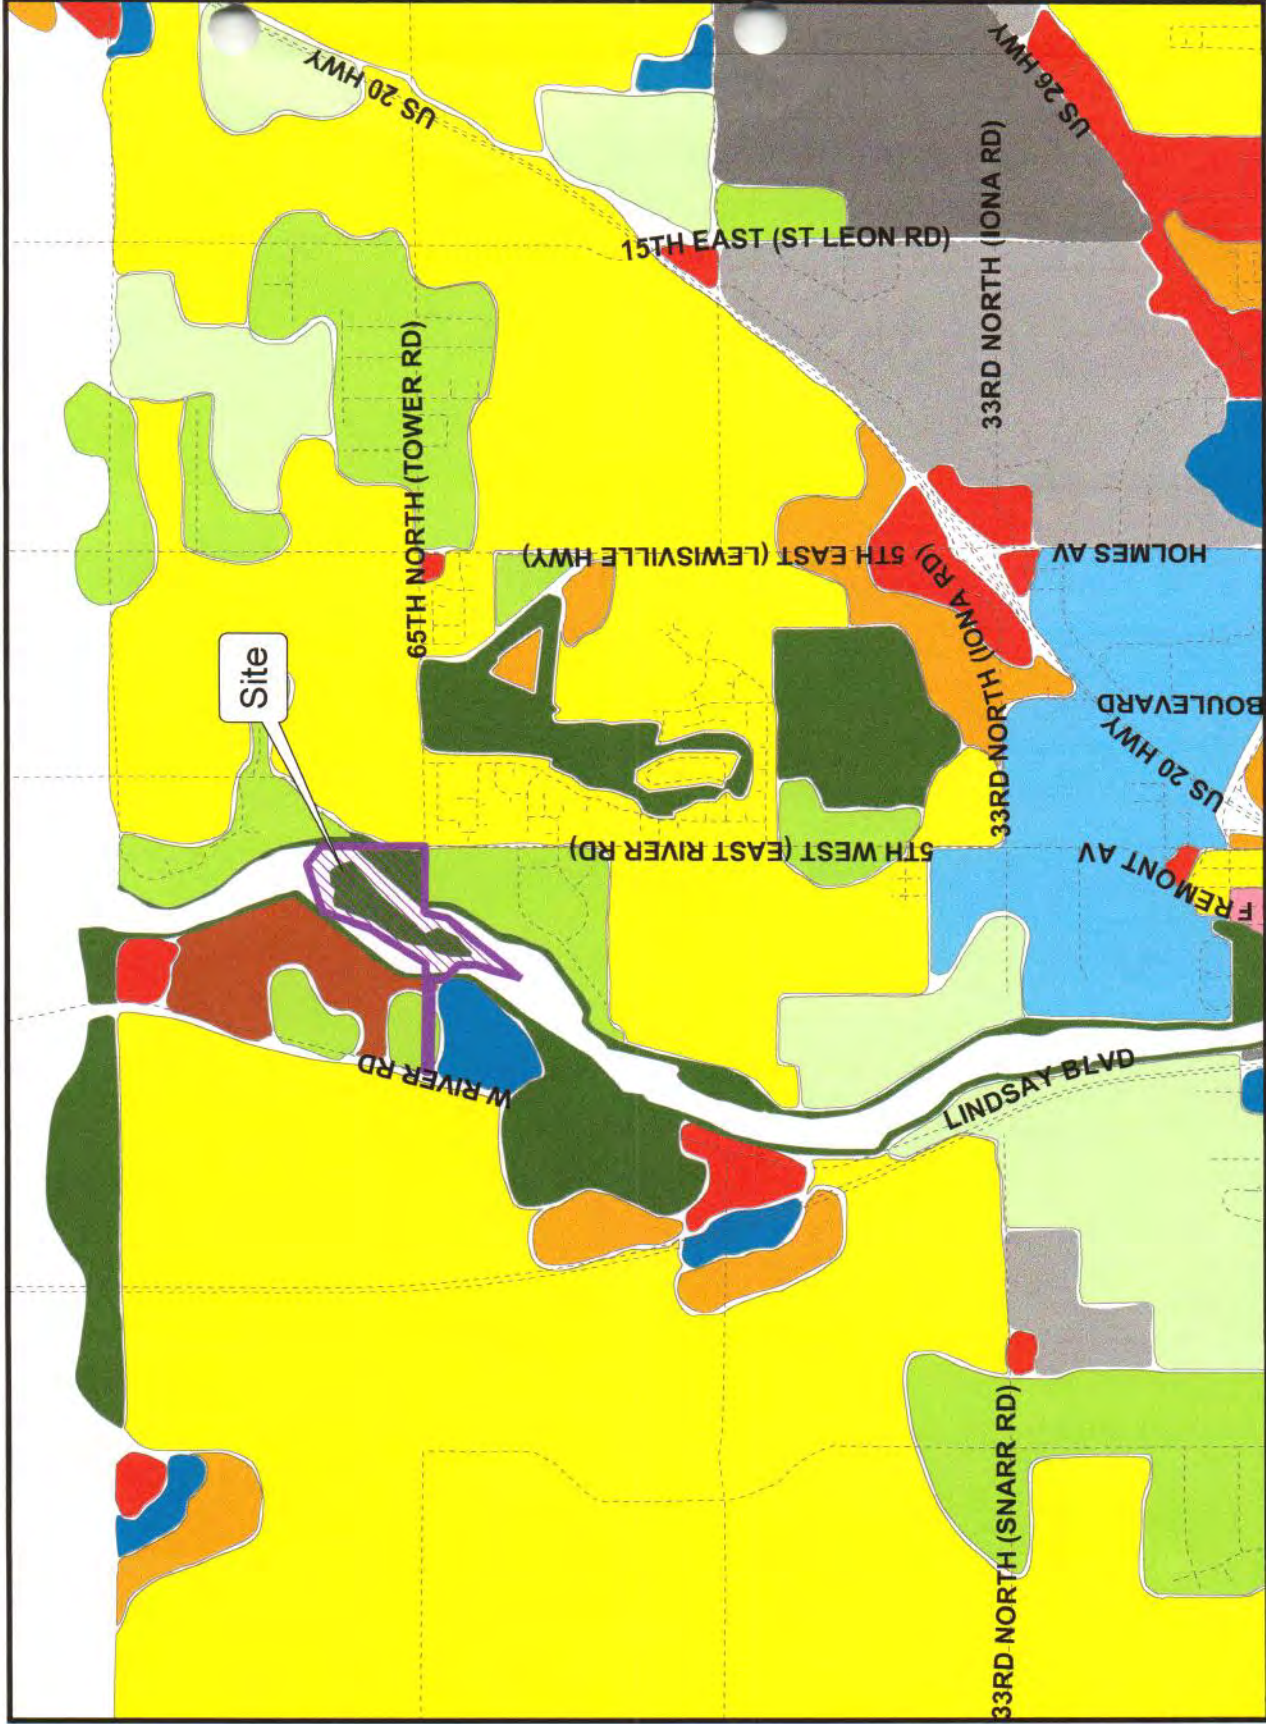 US 20 HWY
US 26 HWY
15TH EAST (ST LEON RD)
33RD NORTH (IONA RD)
65TH NORTH (TOWER RD)
Site
5TH EAST (LEWISVILLE HWY)
HOLMES AV
33RD NORTH (IONA RD)
BOULEVARD
US 20 HWY
5TH WEST (EAST RIVER RD)
FREMONT AV
W RIVER RD
LINDSAY BLVD
33RD NORTH (SNARR RD)